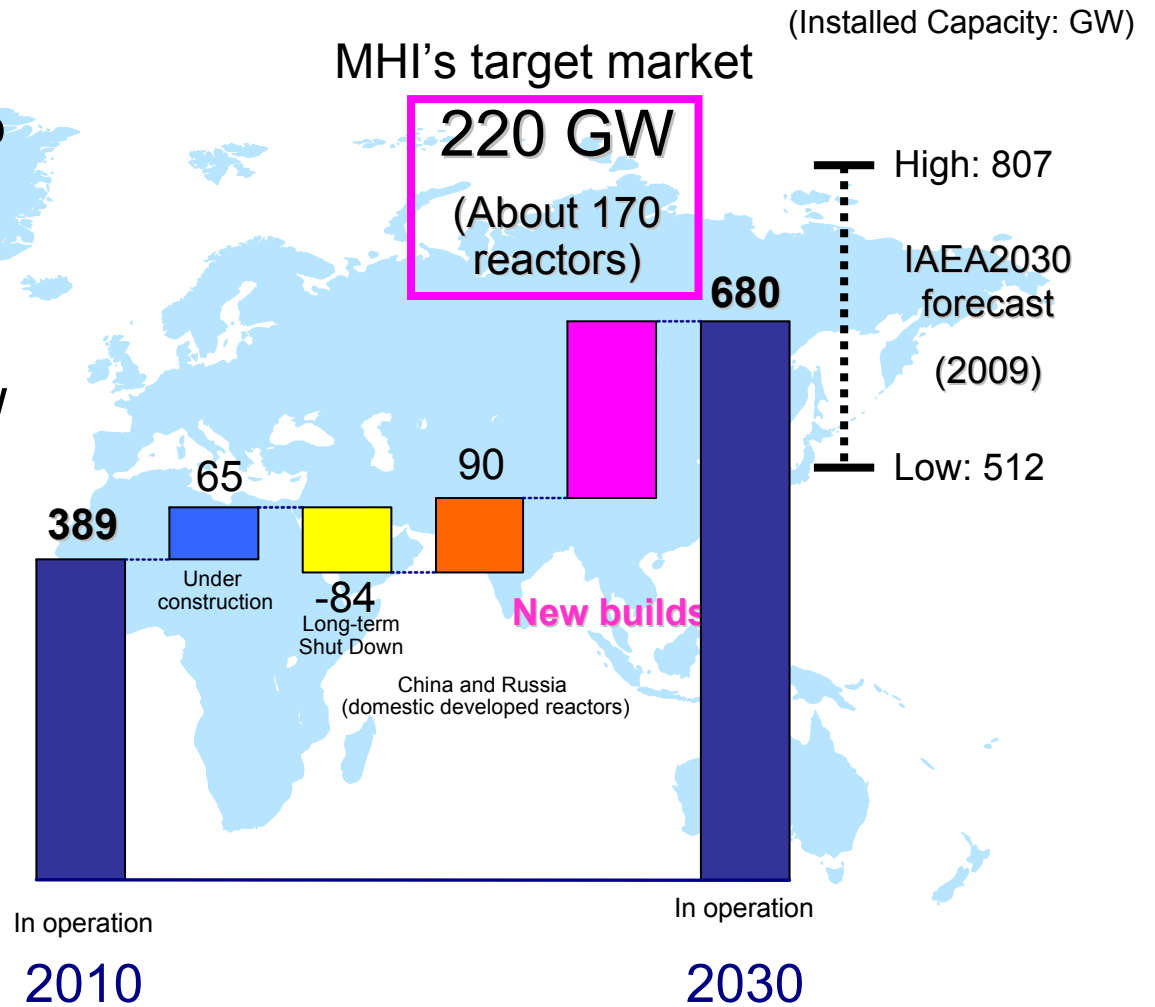 (Installed Capacity: GW)
MHI’s target market
220 GW
(About 170
reactors)
High: 807
IAEA2030
forecast
(2009)
Low: 512
680
90
65
389
Under
construction
-84
Long-term
Shut Down
New builds
China and Russia
(domestic developed reactors)
In operation
In operation
2010
2030